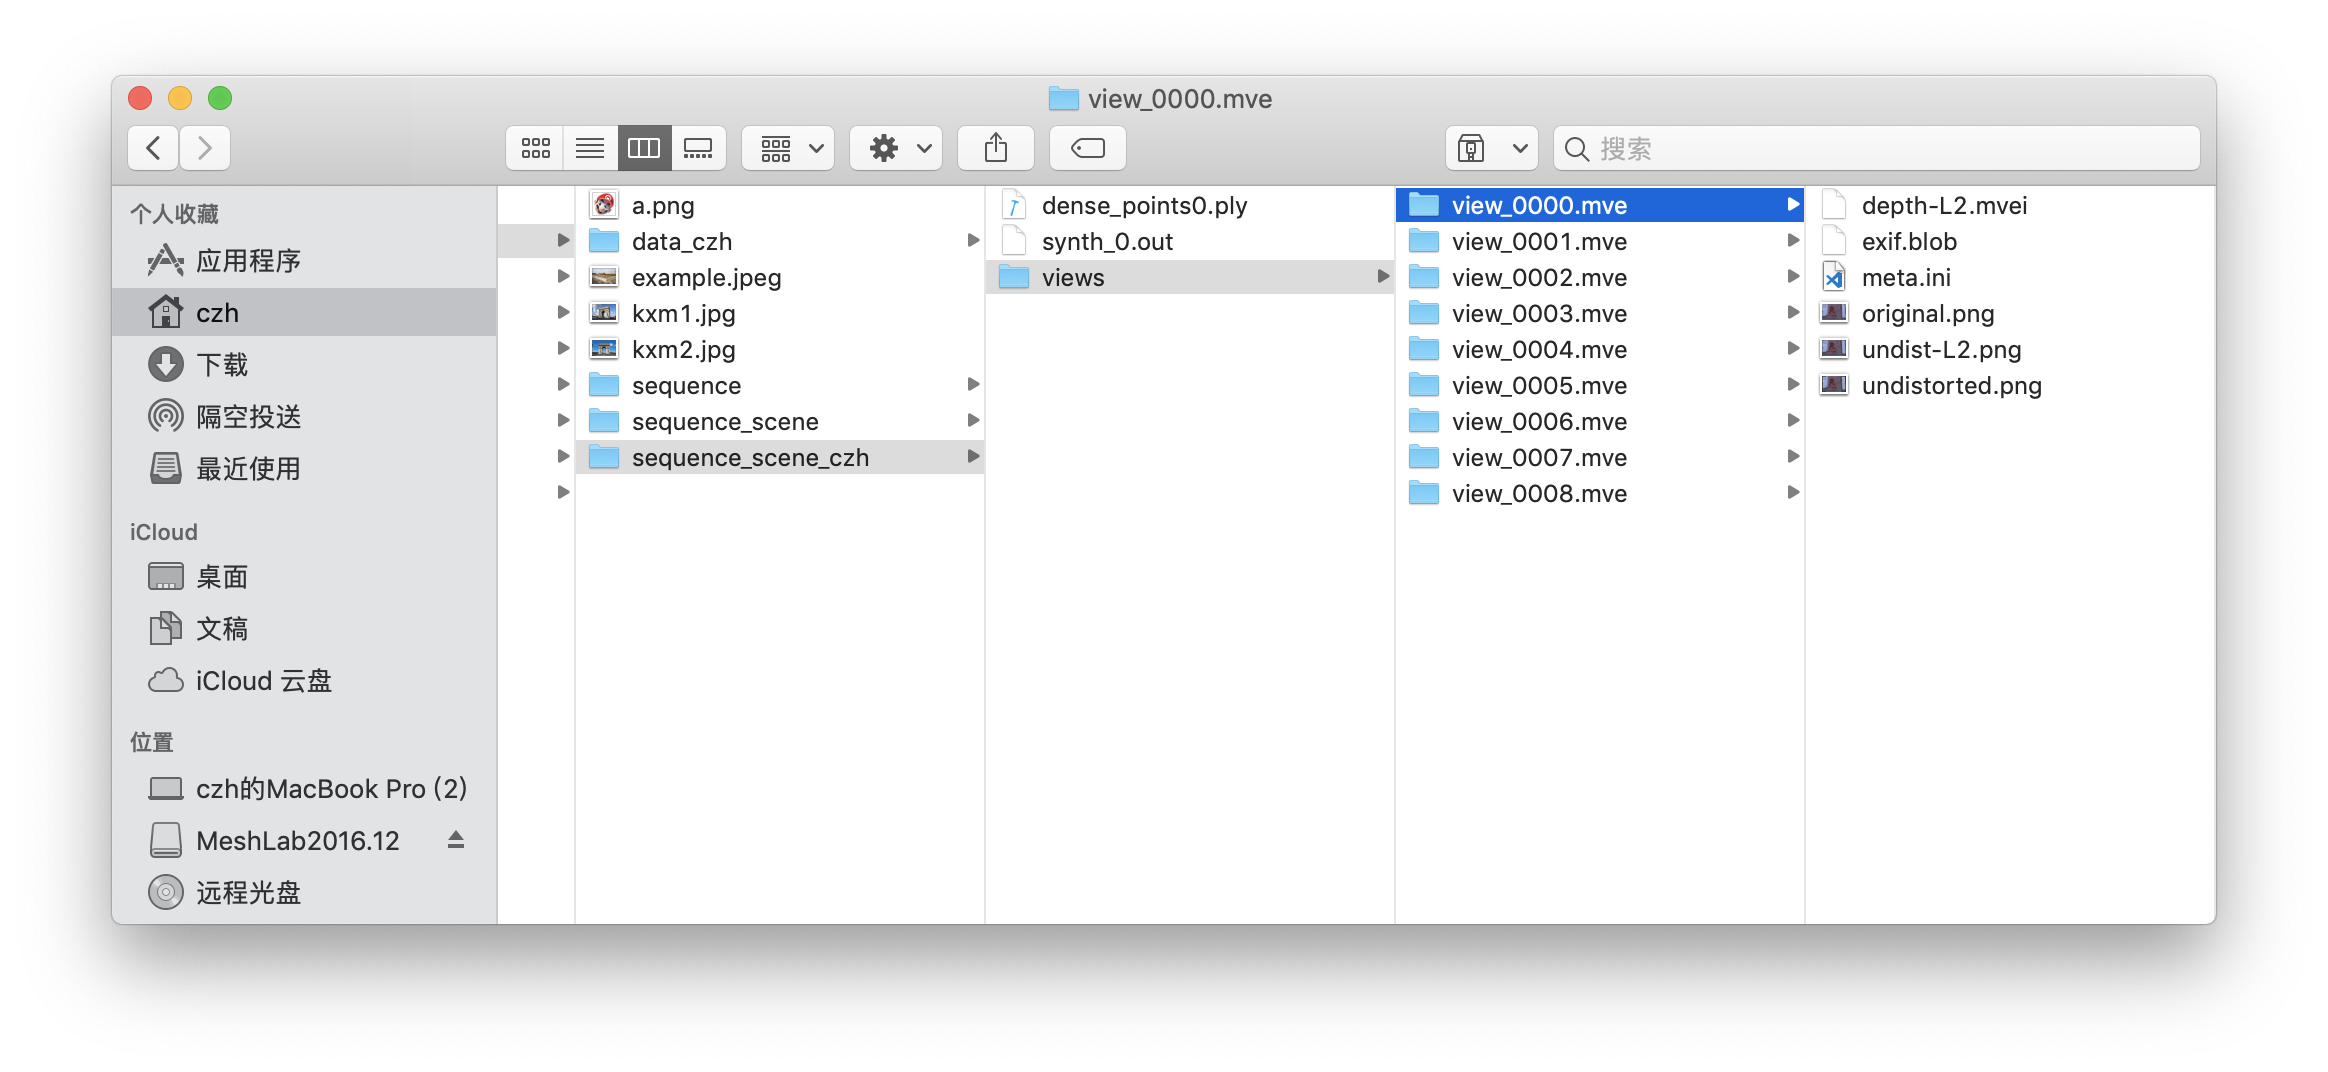 view_0000.mve
搜索
个人收藏
应用程序
czh
下载
隔空投送
最近使用
iCloud
桌面
文稿
iCloud 云盘
位置
czh的MacBook Pro (2)
MeshLab2016.12
远程光盘
a.png
data_czh
example.jpeg
kxm1.jpg
kxm2.jpg
sequence
sequence_scene
sequence_scene_czh
dense_points0.ply
synth_0.out
views
view_0000.mve
view_0001.mve
view_0002.mve
view_0003.mve
view_0004.mve
view_0005.mve
view_0006.mve
view_0007.mve
view_0008.mve
depth-L2.mvei
exif.blob
meta.ini
original.png
undist-L2.png
undistorted.png